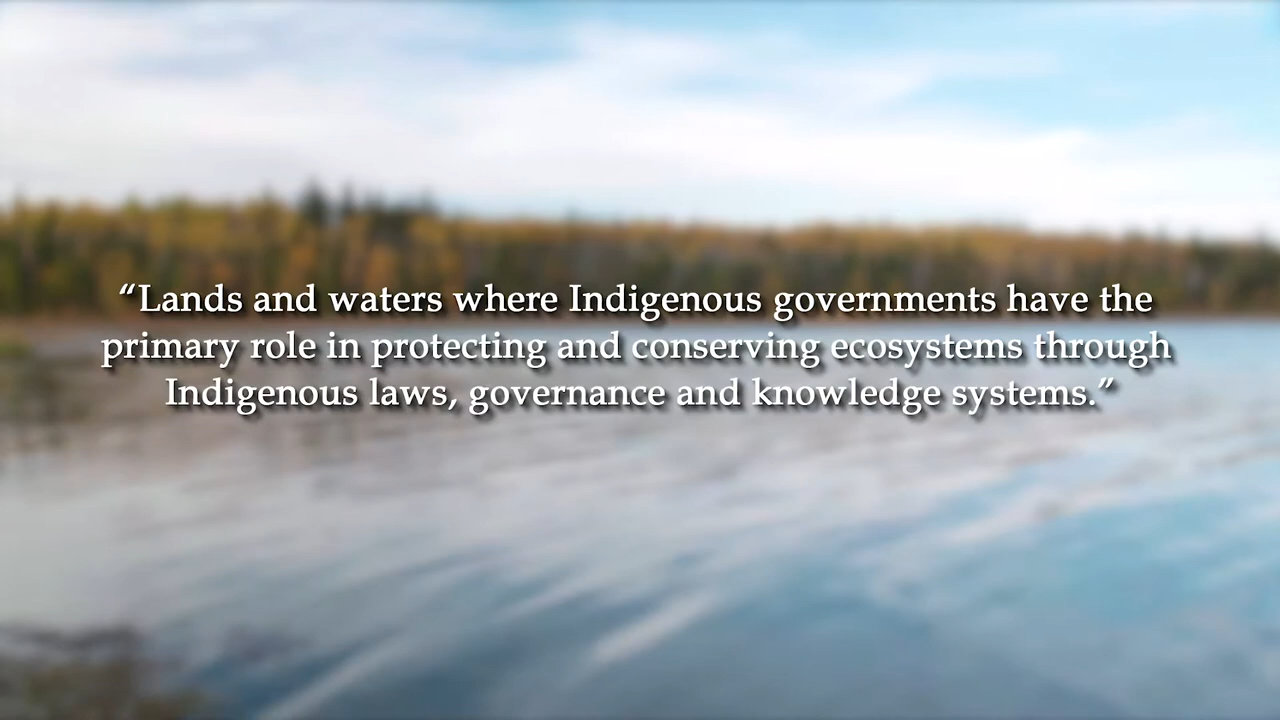 “Lands and waters where Indigenous governments have the
primary role in protecting and conserving ecosystems through
Indigenous laws, governance and knowledge systems.”